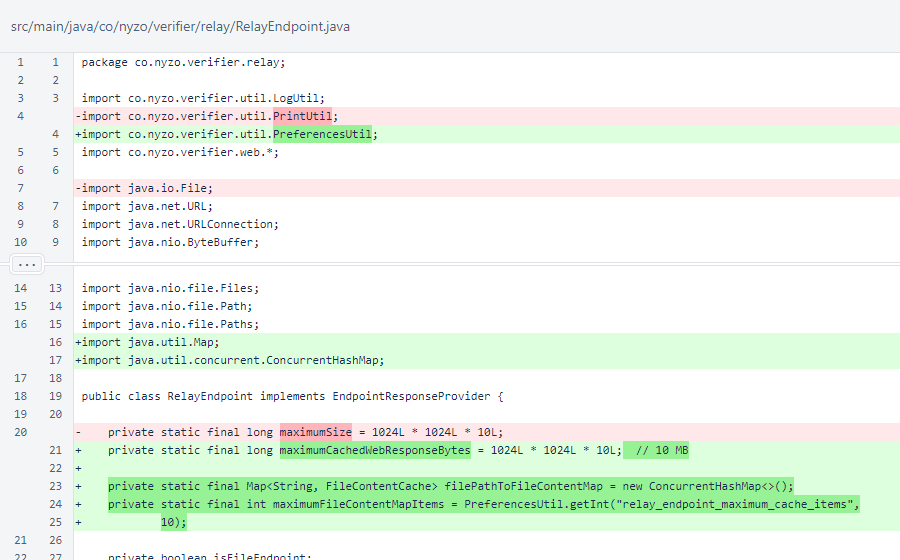 src/main/java/co/nyzo/verifier/relay/RelayEndpoint.java
1 1 package co.nyzo.verifier.relay;
2 2
3 3 import co.nyzo.verifier.util.LogUtil;
4 -import co.nyzo.verifier.util.PrintUtil;
4 +import co.nyzo.verifier.util.PreferencesUtil;
5 5 import co.nyzo.verifier.web.*;
6 6
7 -import java.io.File;
8 7 import java.net.URL;
9 8 import java.net.URLConnection;
10 9 import java.nio.ByteBuffer;
...
14 13 import java.nio.file.Files;
15 14 import java.nio.file.Path;
16 15 import java.nio.file.Paths;
16 +import java.util.Map;
17 +import java.util.concurrent.ConcurrentHashMap;
17 18
18 19 public class RelayEndpoint implements EndpointResponseProvider {
19 20
20 -    private static final long maximumSize = 1024L * 1024L * 10L;
21 +    private static final long maximumCachedWebResponseBytes = 1024L * 1024L * 10L;  // 10 MB
22 +
23 +    private static final Map<String, FileContentCache> filePathToFileContentMap = new ConcurrentHashMap<>();
24 +    private static final int maximumFileContentMapItems = PreferencesUtil.getInt("relay_endpoint_maximum_cache_items",
25 +            10);
21 26
22 27     private boolean isFileEndpoint;